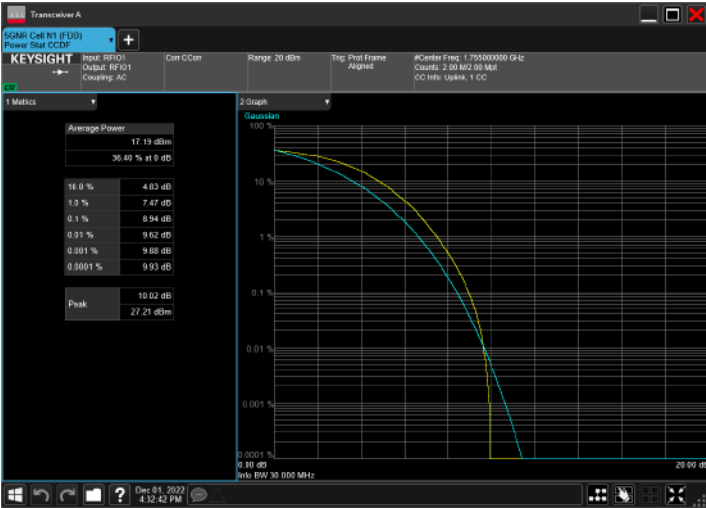 Transceiver A
5GNR Cell N1 (FDD)
Power Stat CCDF
KEYSIGHT
Input: RFIO1
Output: RFIO1
Coupling: AC
Corr CCorr
Range: 20 dBm
Trig: Prot Frame
Aligned
#Center Freq: 1.755000000 GHz
Counts: 2.00 M/2.00 Mpt
CC Info: Uplink, 1 CC
1 Metrics
Average Power
17.19 dBm
36.40 % at 0 dB
10.0 % 4.83 dB
1.0 % 7.47 dB
0.1 % 8.94 dB
0.01 % 9.62 dB
0.001 % 9.88 dB
0.0001 % 9.93 dB
Peak
10.02 dB
27.21 dBm
2 Graph
Gaussian
100 %
10 %
1 %
0.1 %
0.01 %
0.001 %
0.0001 %
0.00 dB
20.00 dB
Info BW 30.000 MHz
Dec 01, 2022
4:32:42 PM